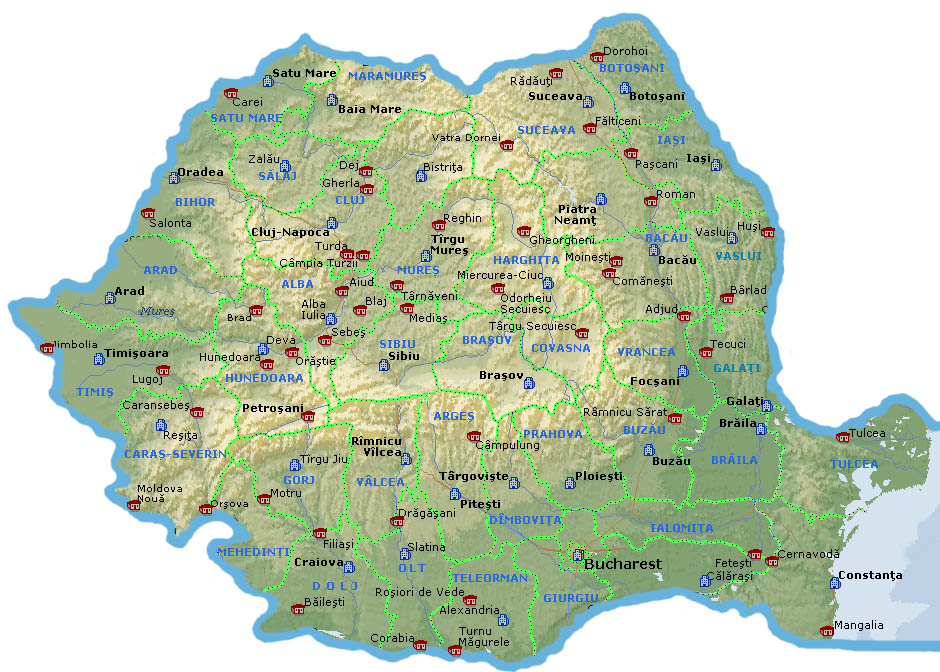 Dorohoi
BOTOŞANI
Satu Mare
MARAMUREŞ
Rădăuţi
Suceava
Botoşani
Carei
Baia Mare
SATU MARE
Fălticeni
SUCEAVA
Vatra Dornei
IAŞI
Zalău
SĂLAJ
Dej
Bistriţa
Paşcani
Iaşi
Oradea
Gherla
CLUJ
BIHOR
Roman
Salonta
Piatra
Neamţ
Reghin
Cluj-Napoca
Gheorgheni
Tîrgu
Mureş
BACĂU
Vaslui
Huşi
Turda
Câmpia Turzii
HARGHITA
Moineşti
Bacău
VASLUI
ARAD
MUREŞ
Miercurea-Ciuc
Comăneşti
ALBA
Aiud
Arad
Târnăveni
Odorheiu
Secuiesc
Bârlad
Mureş
Alba
Iulia
Blaj
Brad
Mediaş
Adjud
Sebeş
Târgu Secuiesc
Jimbolia
Deva
SIBIU
BRAŞOV
COVASNA
VRANCEA
Tecuci
Timişoara
Hunedoara
Orăştie
Sibiu
GALAŢI
Lugoj
HUNEDOARA
Braşov
Focşani
TIMIŞ
Caransebeş
Petroşani
ARGEŞ
Râmnicu Sărat
Galaţi
Reşiţa
PRAHOVA
BUZĂU
Brăila
Rîmnicu
Vîlcea
Câmpulung
Tulcea
CARAŞ-SEVERIN
Tîrgu Jiu
Buzău
BRĂILA
TULCEA
GORJ
VÂLCEA
Târgovişte
Ploieşti
Moldova
Nouă
Motru
Piteşti
Orşova
Drăgăşani
DÎMBOVIŢA
IALOMIŢA
Filiaşi
Slatina
MEHEDINTI
Craiova
OLT
Bucharest
Feteşti
Cernavodă
DOLJ
TELEORMAN
Călăraşi
Constanţa
Roşiori de Vede
GIURGIU
Băileşti
Alexandria
Corabia
Turnu
Măgurele
Mangalia